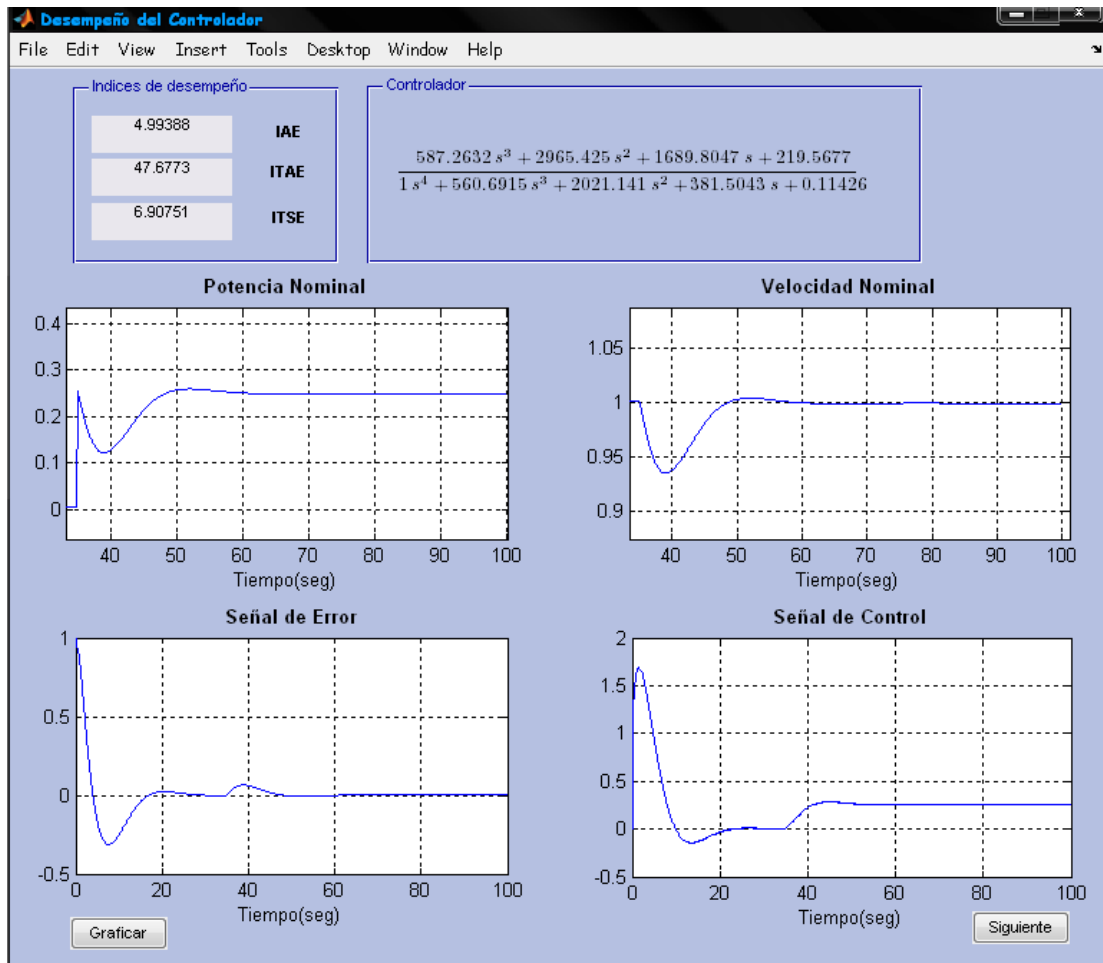 Desempeño del Controlador
File Edit View Insert Tools Desktop Window Help
Indices de desempeño
4.99388 IAE
47.6773 ITAE
6.90751 ITSE
Controlador
587.2632 s³ + 2965.425 s² + 1689.8047 s + 219.5677
1 s⁴ + 560.6915 s³ + 2021.141 s² + 381.5043 s + 0.11426
Potencia Nominal
0.4
0.3
0.2
0.1
0
40 50 60 70 80 90 100
Tiempo(seg)
Velocidad Nominal
1.05
1
0.95
0.9
40 50 60 70 80 90 100
Tiempo(seg)
Señal de Error
1
0.5
0
-0.5
0 20 40 60 80 100
Tiempo(seg)
Señal de Control
2
1.5
1
0.5
0
-0.5
0 20 40 60 80 100
Tiempo(seg)
Graficar
Siguiente